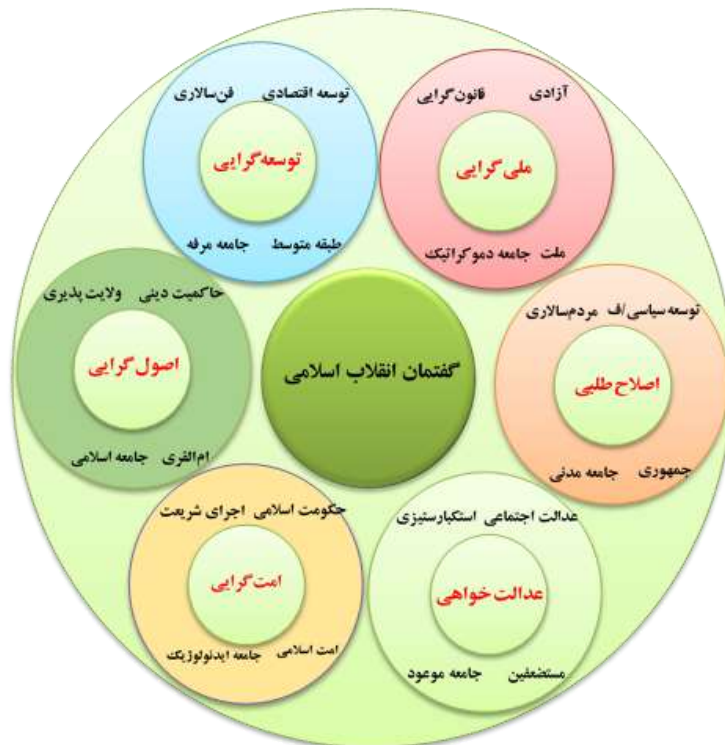 آزادی
قانون‌گرایی
ملی‌گرایی
ملت
جامعه دموکراتیک
توسعه اقتصادی
فن‌سالاری
توسعه‌گرایی
طبقه متوسط
جامعه مرفه
توسعه سیاسی/ف
مردم‌سالاری
اصلاح‌طلبی
جمهوری
جامعه مدنی
گفتمان انقلاب اسلامی
حاکمیت دینی
ولایت پذیری
اصول‌گرایی
ام‌القری
جامعه اسلامی
عدالت اجتماعی
استکبارستیزی
عدالت‌خواهی
مستضعفین
جامعه موعود
حکومت اسلامی
اجرای شریعت
امت‌گرایی
امت اسلامی
جامعه ایدئولوژیک